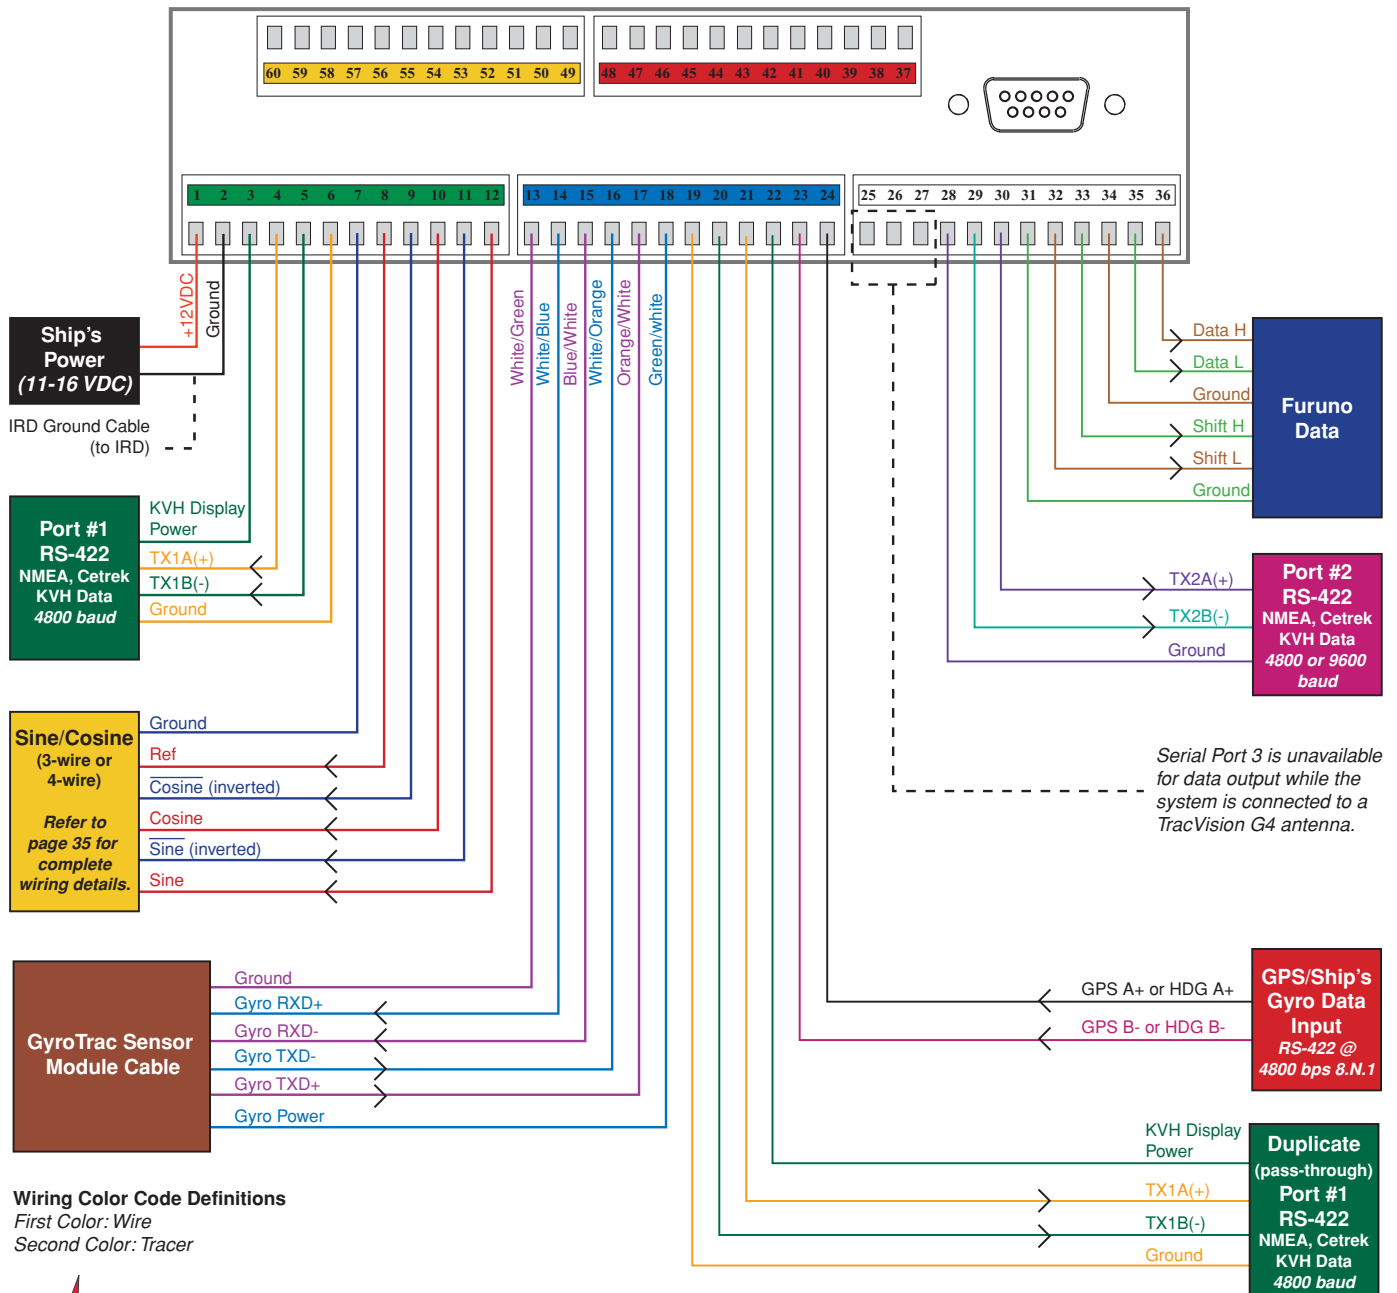 60 59 58 57 56 55 54 53 52 51 50 49
48 47 46 45 44 43 42 41 40 39 38 37
1 2 3 4 5 6 7 8 9 10 11 12
13 14 15 16 17 18 19 20 21 22 23 24
25 26 27 28 29 30 31 32 33 34 35 36
+12VDC
Ground
White/Green
White/Blue
Blue/White
White/Orange
Orange/White
Green/white
Ship's
Power
(11-16 VDC)
IRD Ground Cable
(to IRD)
Port #1
RS-422
NMEA, Cetrek
KVH Data
4800 baud
KVH Display
Power
TX1A(+)
TX1B(-)
Ground
Sine/Cosine
(3-wire or
4-wire)
Refer to
page 35 for
complete
wiring details.
Ground
Ref
Cosine (inverted)
Cosine
Sine (inverted)
Sine
GyroTrac Sensor
Module Cable
Ground
Gyro RXD+
Gyro RXD-
Gyro TXD-
Gyro TXD+
Gyro Power
Wiring Color Code Definitions
First Color: Wire
Second Color: Tracer
Data H
Data L
Ground
Shift H
Shift L
Ground
Furuno
Data
TX2A(+)
TX2B(-)
Ground
Port #2
RS-422
NMEA, Cetrek
KVH Data
4800 or 9600
baud
Serial Port 3 is unavailable
for data output while the
system is connected to a
TracVision G4 antenna.
GPS A+ or HDG A+
GPS B- or HDG B-
GPS/Ship's
Gyro Data
Input
RS-422 @
4800 bps 8.N.1
KVH Display
Power
TX1A(+)
TX1B(-)
Ground
Duplicate
(pass-through)
Port #1
RS-422
NMEA, Cetrek
KVH Data
4800 baud